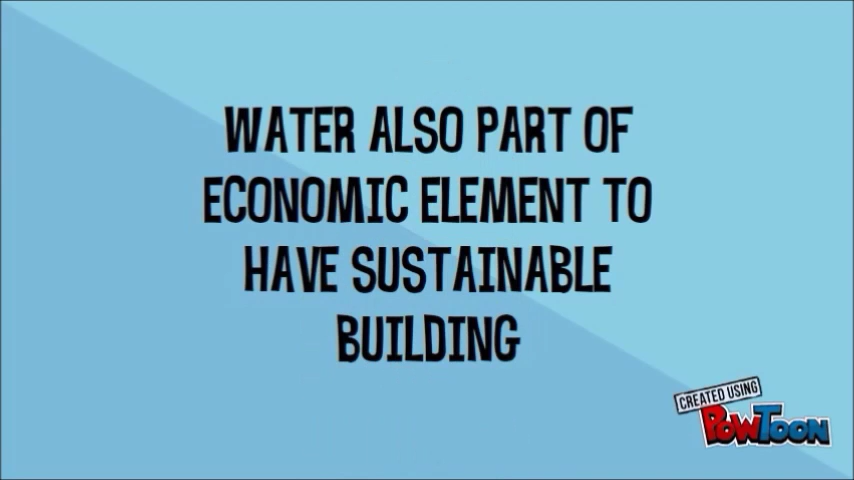 WATER ALSO PART OF
ECONOMIC ELEMENT TO
HAVE SUSTAINABLE
BUILDING
CREATED USING
POWTOON